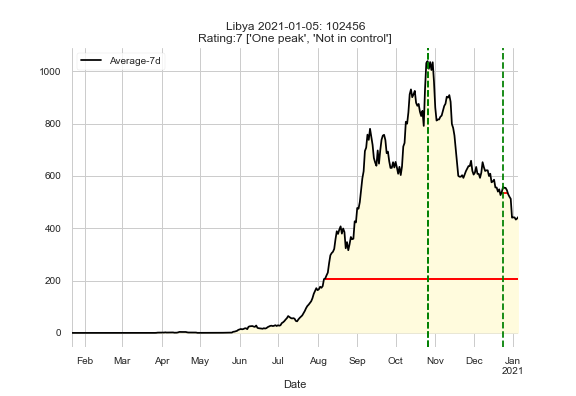 Libya 2021-01-05: 102456
Rating:7 ['One peak', 'Not in control']
Average-7d
1000
800
600
400
200
0
Feb Mar Apr May Jun Jul Aug Sep Oct Nov Dec Jan
2021
Date